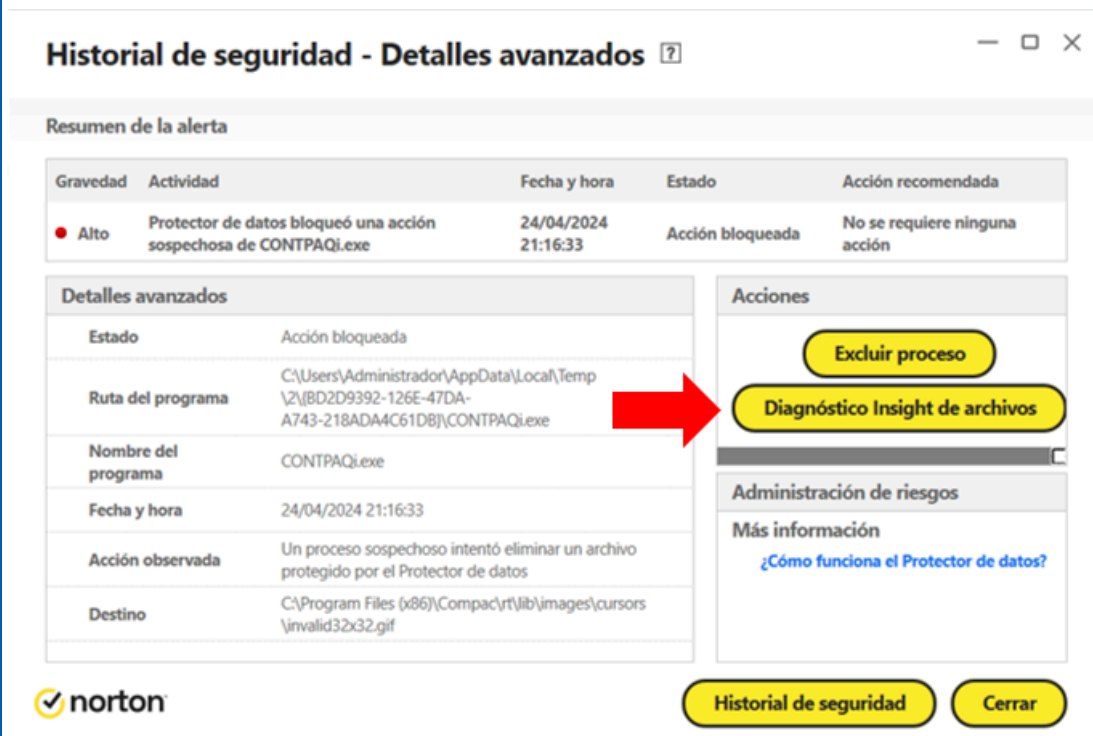 Historial de seguridad - Detalles avanzados ?
Resumen de la alerta
Gravedad Actividad Fecha y hora Estado Acción recomendada
Alto Protector de datos bloqueó una acción sospechosa de CONTPAQi.exe 24/04/2024 21:16:33 Acción bloqueada No se requiere ninguna acción
Detalles avanzados
Estado Acción bloqueada
Ruta del programa C:\Users\Administrador\AppData\Local\Temp
\2\{BD2D9392-126E-47DA-
A743-218ADA4C61DB}\CONTPAQi.exe
Nombre del programa CONTPAQi.exe
Fecha y hora 24/04/2024 21:16:33
Acción observada Un proceso sospechoso intentó eliminar un archivo
protegido por el Protector de datos
Destino C:\Program Files (x86)\Compac\rt\lib\images\cursors
\invalid32x32.gif
Acciones
Excluir proceso
Diagnóstico Insight de archivos
Administración de riesgos
Más información
¿Cómo funciona el Protector de datos?
norton
Historial de seguridad
Cerrar